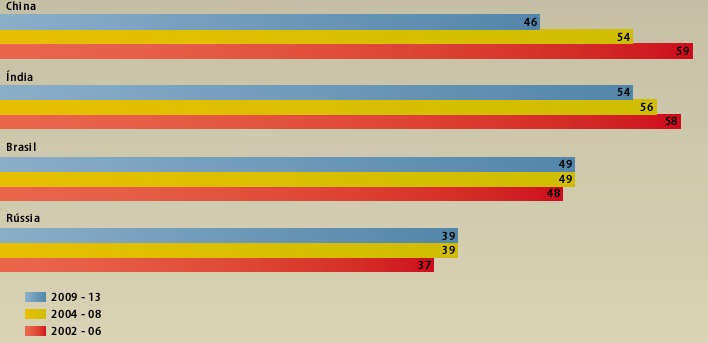 China
46
54
59
Índia
54
56
58
Brasil
49
49
48
Rússia
39
39
37
2009 - 13
2004 - 08
2002 - 06